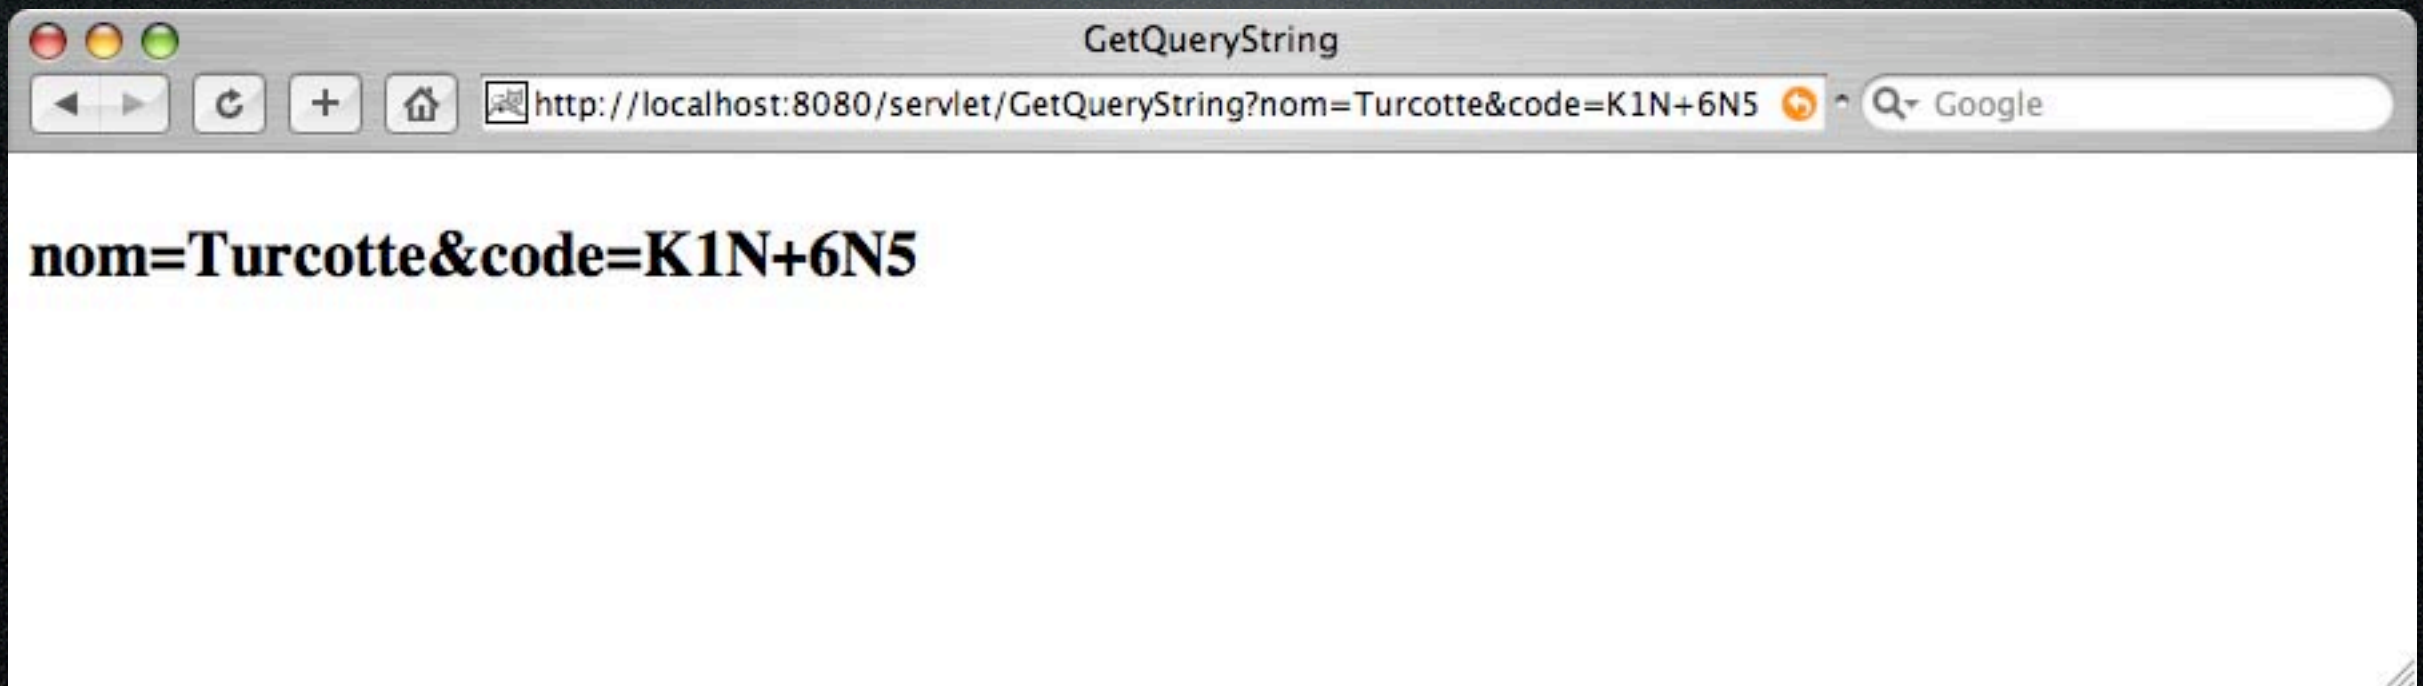 GetQueryString
http://localhost:8080/servlet/GetQueryString?nom=Turcotte&code=K1N+6N5
Google
nom=Turcotte&code=K1N+6N5